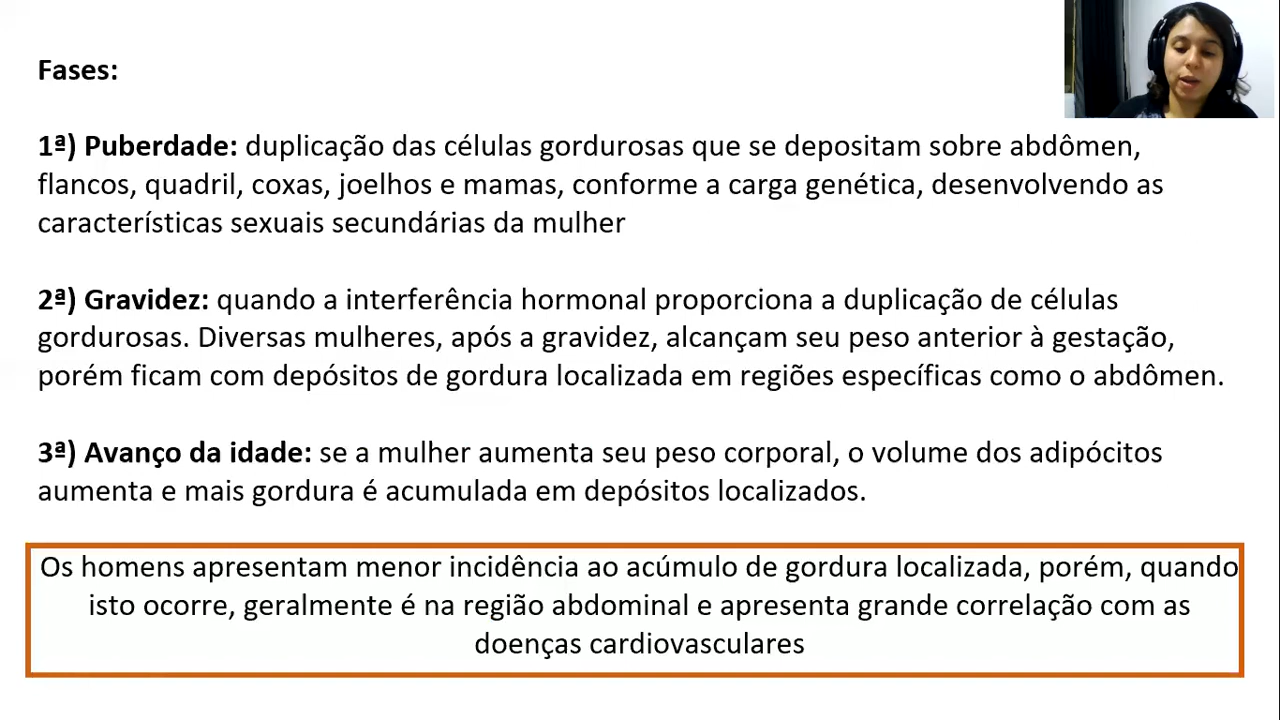 Fases:
1ª) Puberdade: duplicação das células gordurosas que se depositam sobre abdômen,
flancos, quadril, coxas, joelhos e mamas, conforme a carga genética, desenvolvendo as
características sexuais secundárias da mulher
2ª) Gravidez: quando a interferência hormonal proporciona a duplicação de células
gordurosas. Diversas mulheres, após a gravidez, alcançam seu peso anterior à gestação,
porém ficam com depósitos de gordura localizada em regiões específicas como o abdômen.
3ª) Avanço da idade: se a mulher aumenta seu peso corporal, o volume dos adipócitos
aumenta e mais gordura é acumulada em depósitos localizados.
Os homens apresentam menor incidência ao acúmulo de gordura localizada, porém, quando
isto ocorre, geralmente é na região abdominal e apresenta grande correlação com as
doenças cardiovasculares